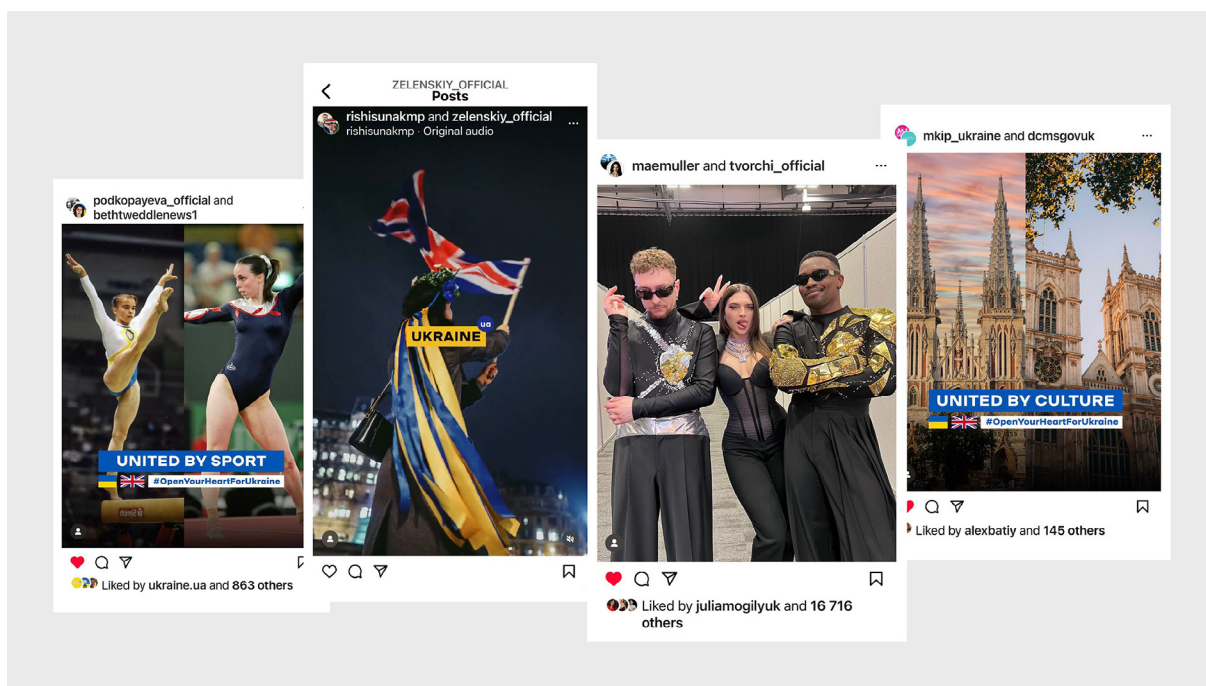 podkopayeva_official and
bethtweddlenews1
UNITED BY SPORT
#OpenYourHeartForUkraine
Liked by ukraine.ua and 863 others
ZELENSKIY_OFFICIAL
Posts
rishisunakmp and zelenskiy_official
rishisunakmp · Original audio
ua
UKRAINE
maemuller and tvorchi_official
Liked by juliamogilyuk and 16 716
others
mkip_ukraine and dcmsgovuk
UNITED BY CULTURE
#OpenYourHeartForUkraine
Liked by alexbatiy and 145 others